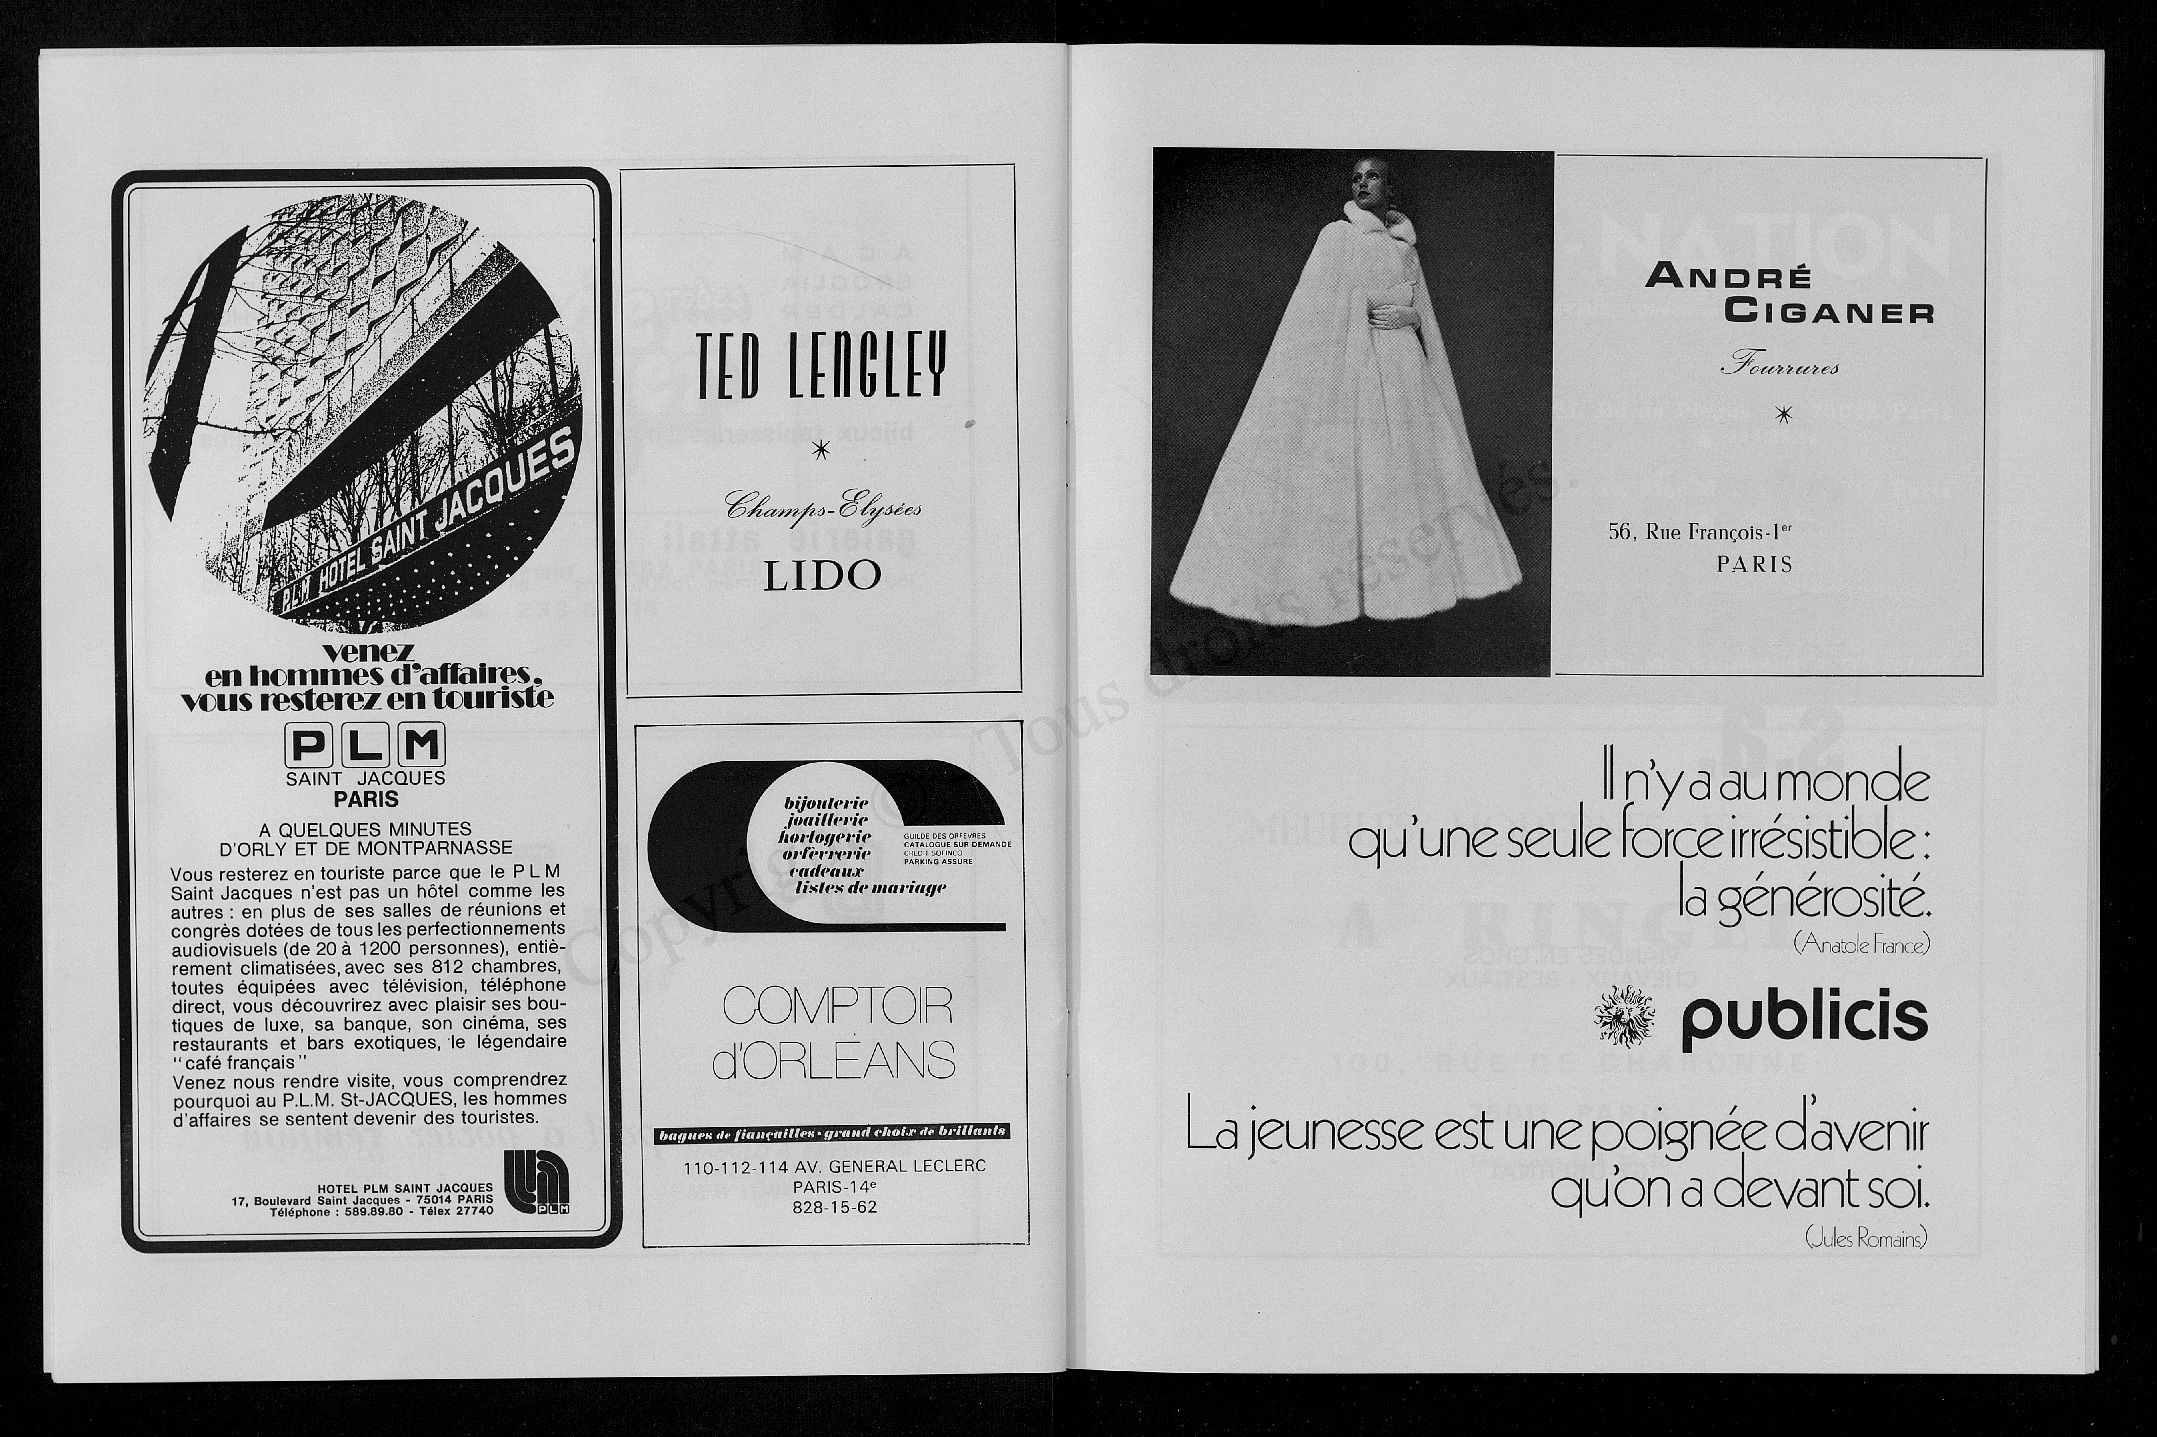 PLM HOTEL SAINT JACQUES
venez
en hommes d'affaires,
vous resterez en touriste
PLM
SAINT JACQUES
PARIS
A QUELQUES MINUTES
D'ORLY ET DE MONTPARNASSE
Vous resterez en touriste parce que le P L M
Saint Jacques n'est pas un hôtel comme les
autres : en plus de ses salles de réunions et
congrès dotées de tous les perfectionnements
audiovisuels (de 20 à 1200 personnes), entiè-
rement climatisées, avec ses 812 chambres,
toutes équipées avec télévision, téléphone
direct, vous découvrirez avec plaisir ses bou-
tiques de luxe, sa banque, son cinéma, ses
restaurants et bars exotiques, le légendaire
"café français"
Venez nous rendre visite, vous comprendrez
pourquoi au P.L.M. St-JACQUES, les hommes
d'affaires se sentent devenir des touristes.
HOTEL PLM SAINT JACQUES
17, Boulevard Saint Jacques - 75014 PARIS
Téléphone : 589.89.80 - Télex 27740
PLM
TED LENGLEY
*
Champs-Elysées
LIDO
bijouterie
joaillerie
horlogerie
orfèvrerie
cadeaux
listes de mariage
GUILDE DES ORFEVRES
CATALOGUE SUR DEMANDE
CREDIT SOFINCO
PARKING ASSURE
COMPTOIR
d'ORLÉANS
bagues de fiançailles • grand choix de brillants
110-112-114 AV. GENERAL LECLERC
PARIS-14e
828-15-62
ANDRÉ
CIGANER
Fourrures
*
56, Rue François-1er
PARIS
Il n'y a au monde
qu'une seule force irrésistible :
la générosité.
(Anatole France)
publicis
La jeunesse est une poignée d'avenir
qu'on a devant soi.
(Jules Romains)
Copyright © Tous droits réservés.